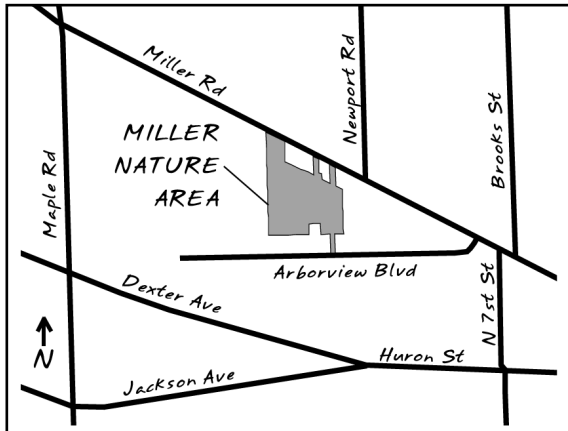 Miller Rd
Newport Rd
Brooks St
Maple Rd
MILLER
NATURE
AREA
Arborview Blvd
N 7st St
Dexter Ave
Huron St
Jackson Ave
N